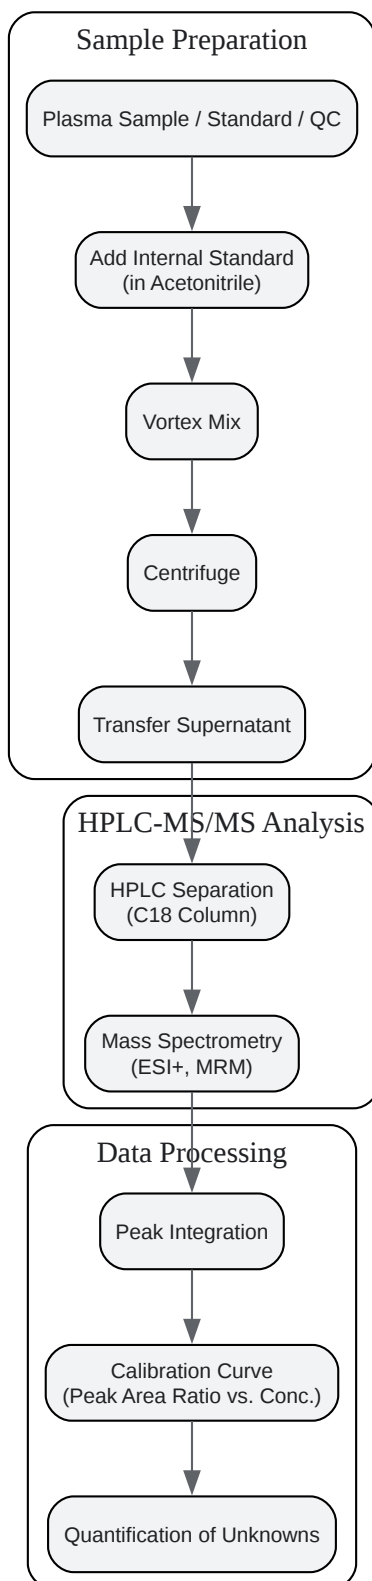 Sample Preparation
Plasma Sample / Standard / QC
Add Internal Standard
(in Acetonitrile)
Vortex Mix
Centrifuge
Transfer Supernatant
HPLC-MS/MS Analysis
HPLC Separation
(C18 Column)
Mass Spectrometry
(ESI+, MRM)
Data Processing
Peak Integration
Calibration Curve
(Peak Area Ratio vs. Conc.)
Quantification of Unknowns